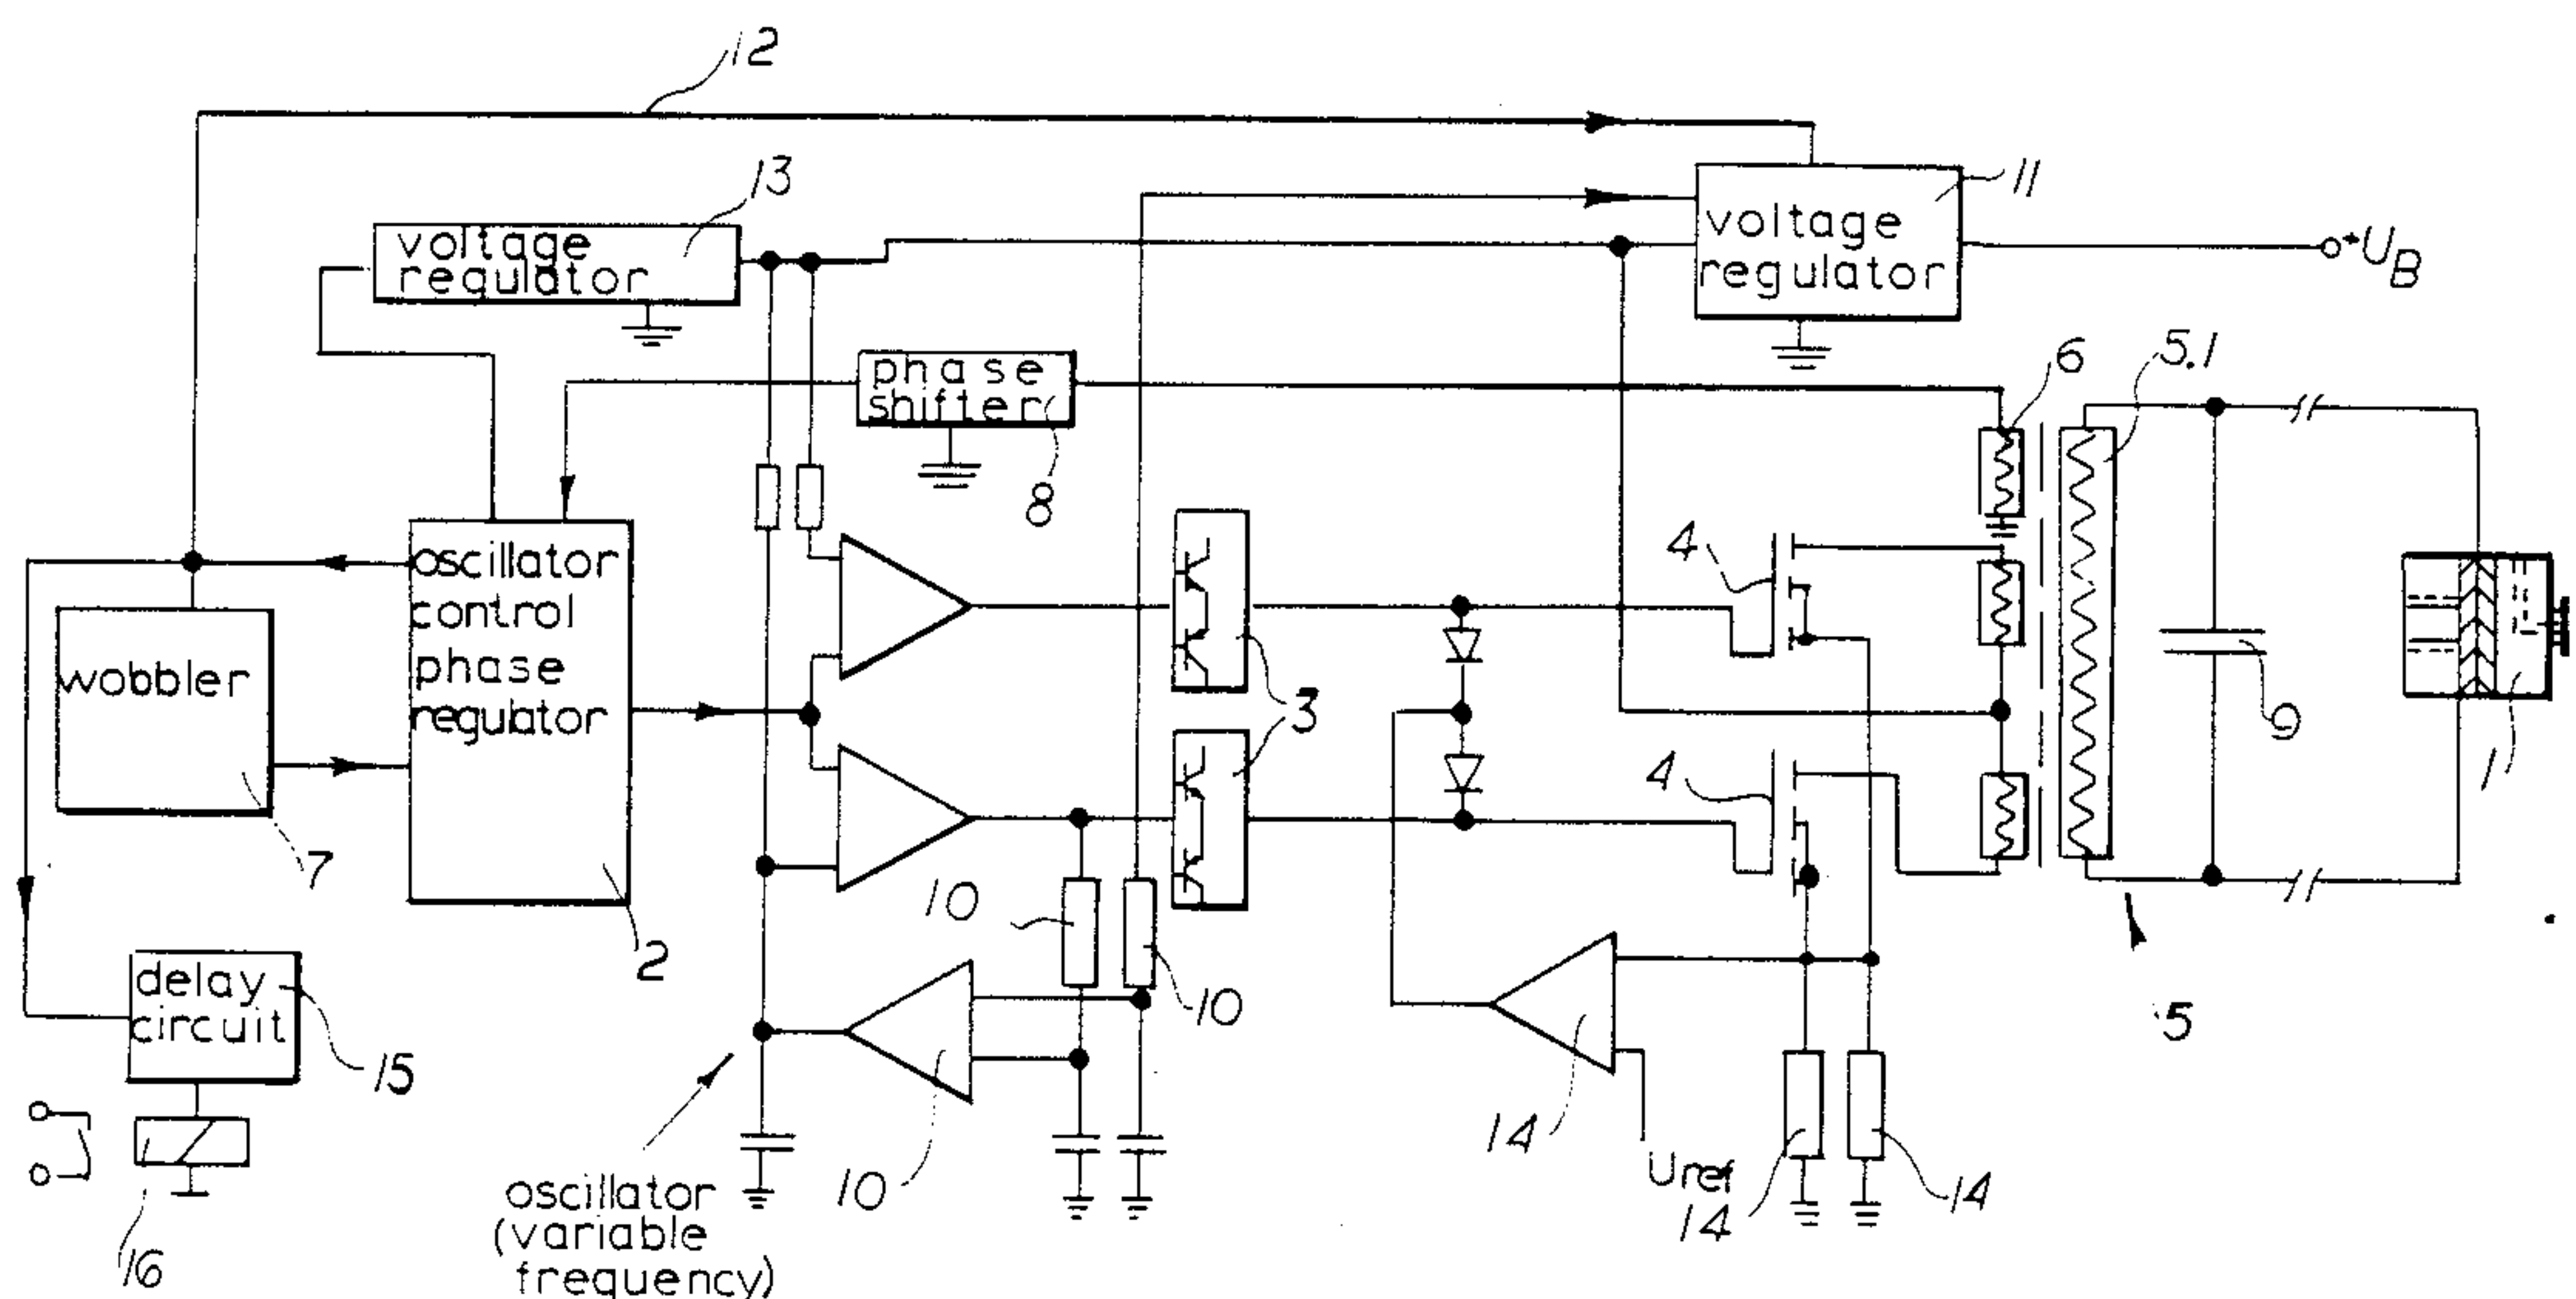 12
13
11
voltage
regulator
voltage
regulator
+UB
phase
shifter
8
6
5.1
4
oscillator
control
phase
regulator
wobbler
3
4
9
1
7
2
10
10
delay
circuit
15
14
5
10
Uref
14
14
16
oscillator
(variable
frequency)